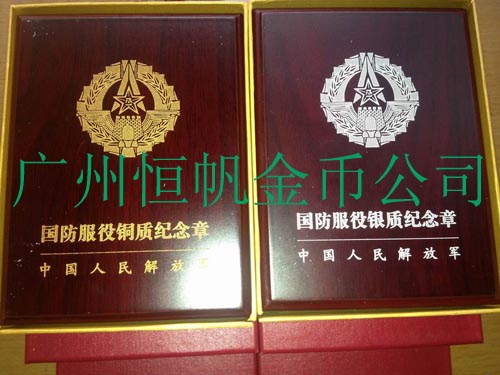 广州恒帆金币公司
国防服役铜质纪念章
中国人民解放军
国防服役银质纪念章
中国人民解放军